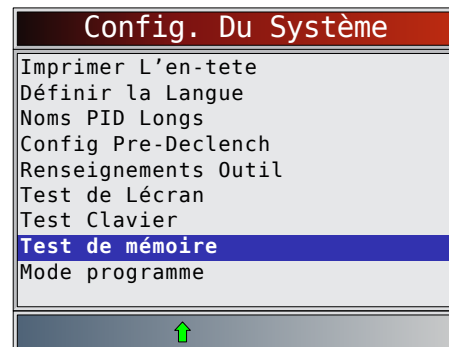 Config. Du Système
Imprimer L’en-tete
Définir la Langue
Noms PID Longs
Config Pre-Declench
Renseignements Outil
Test de Lécran
Test Clavier
Test de mémoire
Mode programme